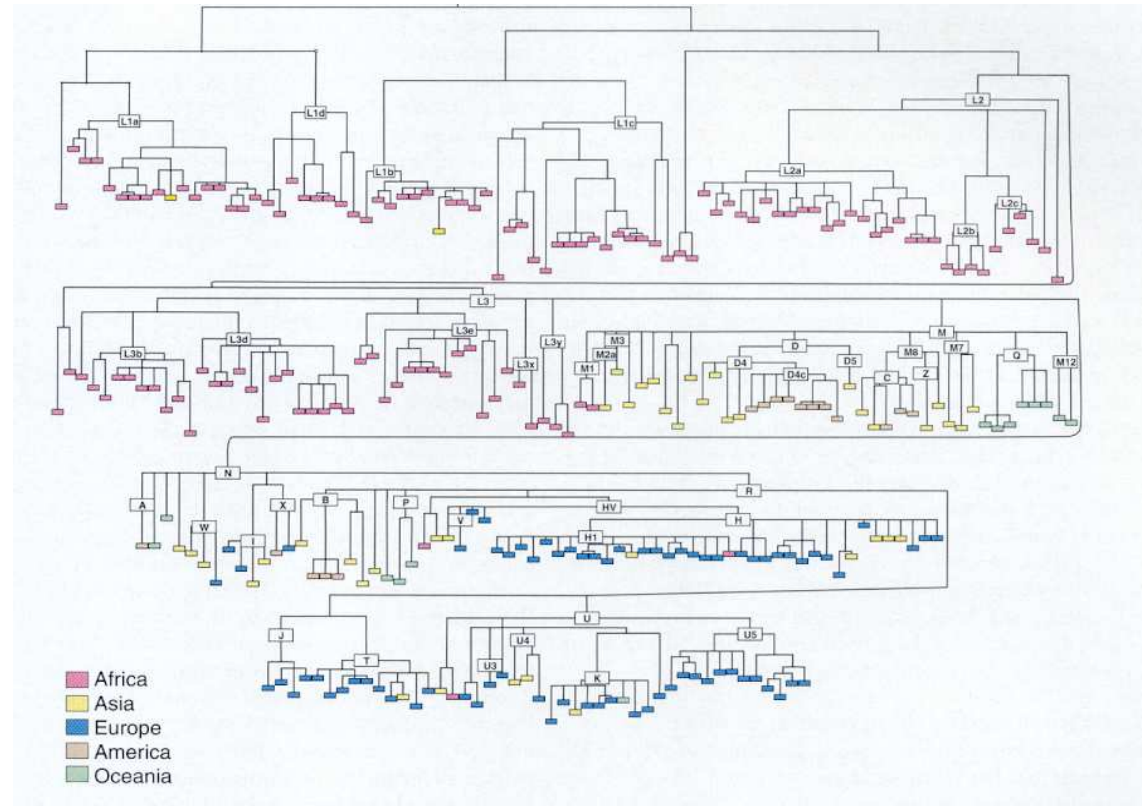 L1a
L1d
L1b
L1c
L2
L2a
L2c
L2b
L3
L3b
L3d
L3e
L3x
L3y
M
M3
M2a
M1
D
D4
D4c
D5
M8
C
Z
M7
Q
M12
N
A
W
I
X
B
P
R
HV
V
H
H1
J
T
U
U3
U4
K
U5
Africa
Asia
Europe
America
Oceania